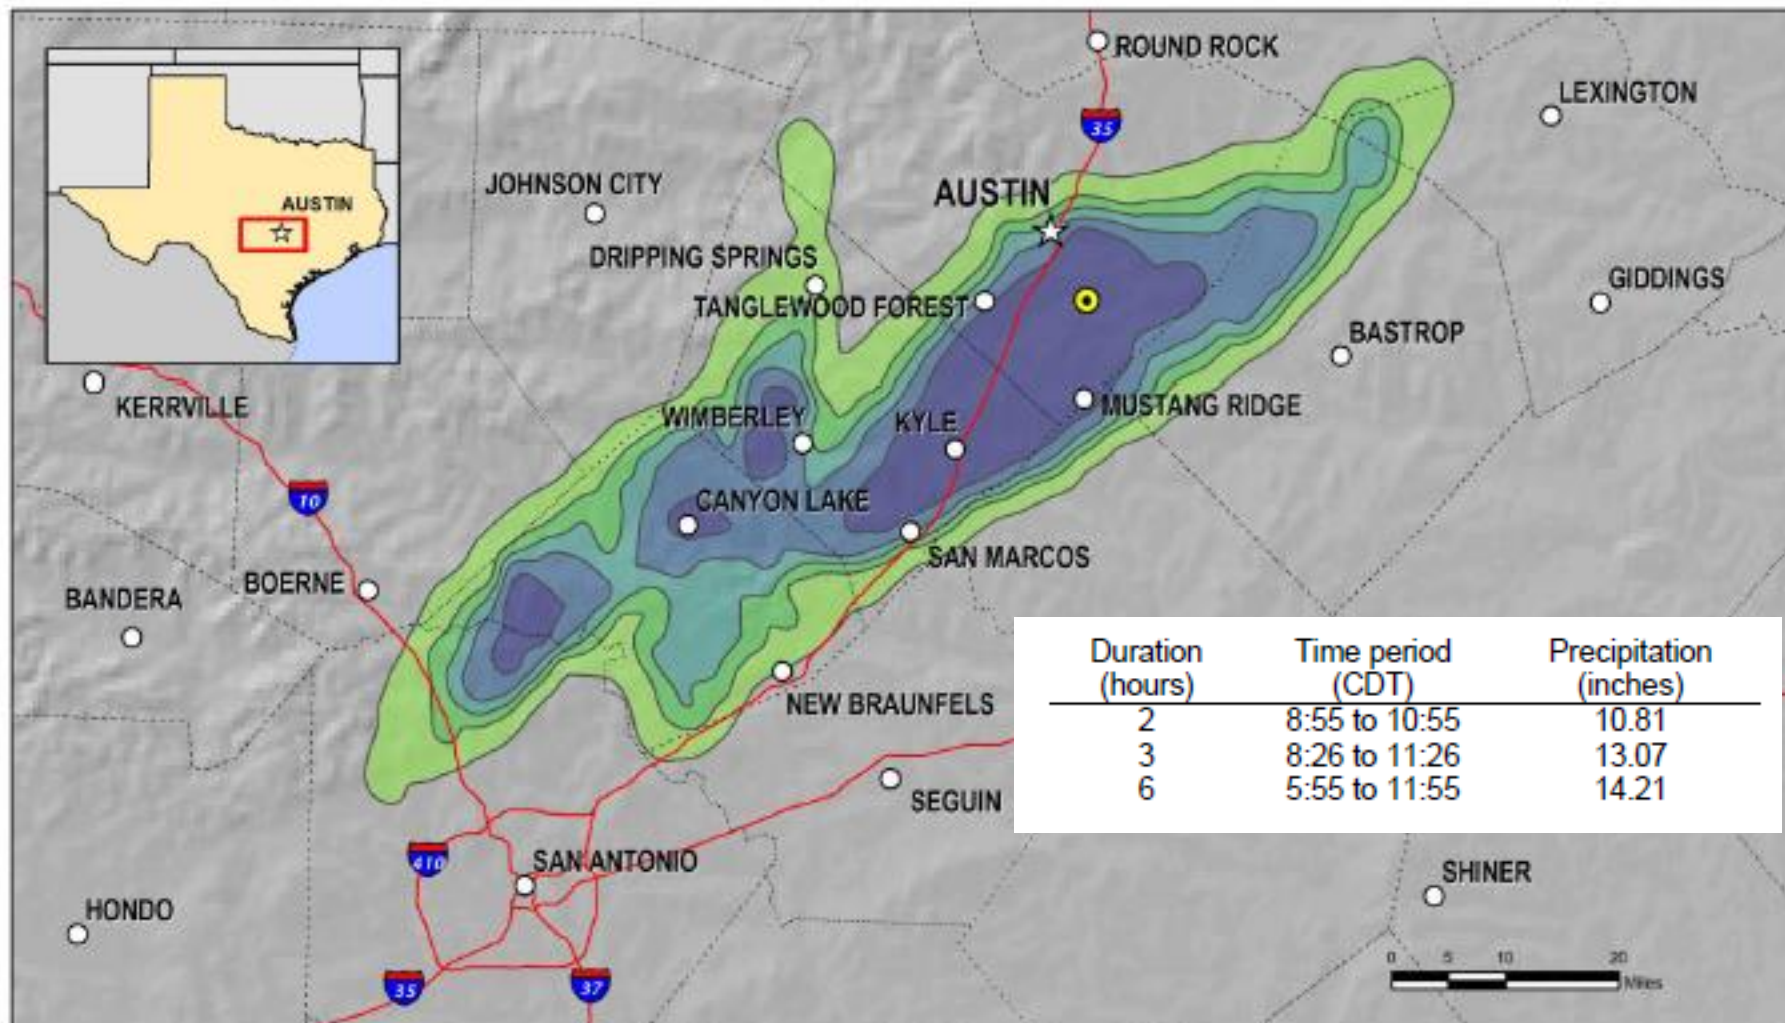 ROUND ROCK
LEXINGTON
35
AUSTIN
JOHNSON CITY
AUSTIN
DRIPPING SPRINGS
TANGLEWOOD FOREST
GIDDINGS
BASTROP
KERRVILLE
WIMBERLEY
KYLE
MUSTANG RIDGE
10
CANYON LAKE
SAN MARCOS
BOERNE
BANDERA
NEW BRAUNFELS
Duration Time period Precipitation
(hours) (CDT) (inches)
2 8:55 to 10:55 10.81
3 8:26 to 11:26 13.07
6 5:55 to 11:55 14.21
SEGUIN
410
SAN ANTONIO
SHINER
HONDO
35
37
0 5 10 20
Miles